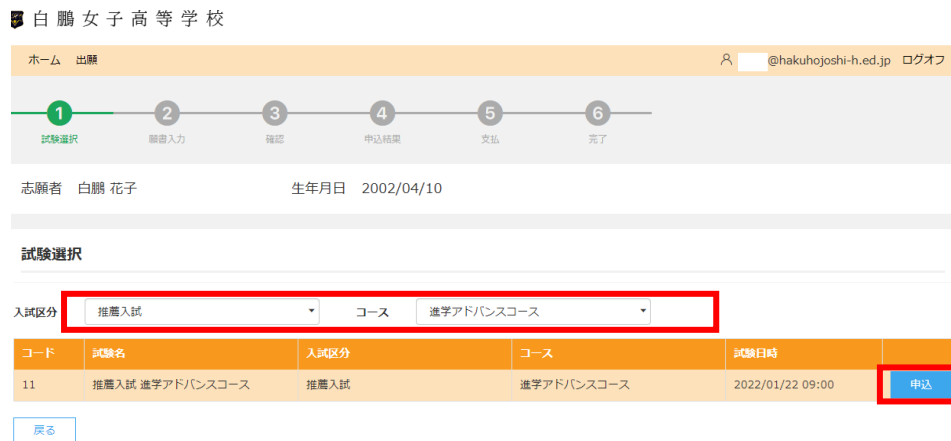 白鵬女子高等学校
ホーム 出願 @hakuhojoshi-h.ed.jp ログオフ
1 2 3 4 5 6
試験選択 願書入力 確認 申込結果 支払 完了
志願者 白鵬 花子 生年月日 2002/04/10
試験選択
入試区分 推薦入試 コース 進学アドバンスコース
コード 試験名 入試区分 コース 試験日時
11 推薦入試 進学アドバンスコース 推薦入試 進学アドバンスコース 2022/01/22 09:00 申込
戻る